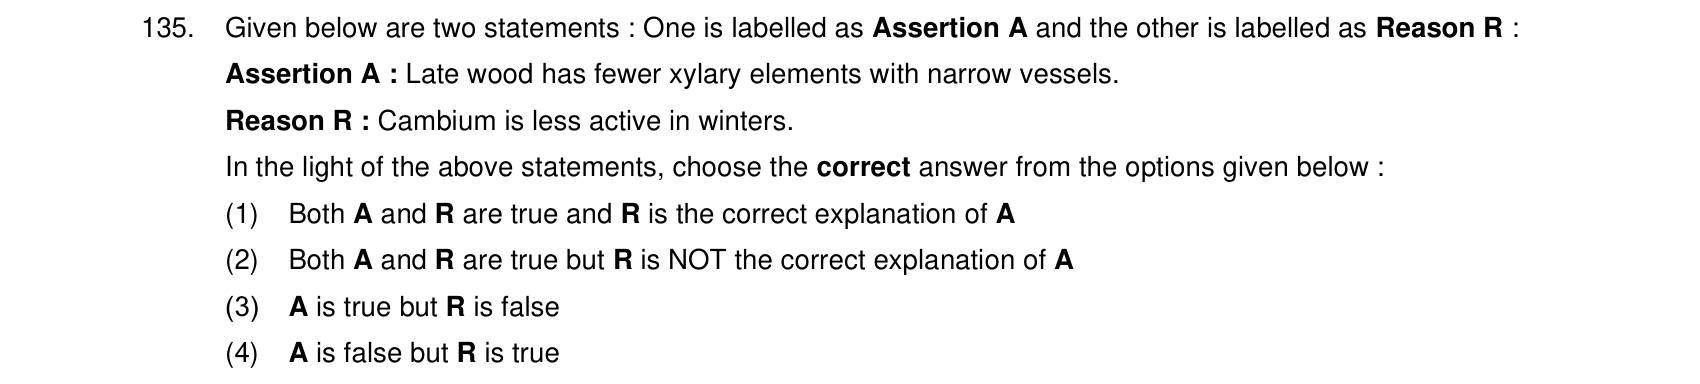 135. Given below are two statements : One is labelled as Assertion A and the other is labelled as Reason R :
Assertion A : Late wood has fewer xylary elements with narrow vessels.
Reason R : Cambium is less active in winters.
In the light of the above statements, choose the correct answer from the options given below :
(1) Both A and R are true and R is the correct explanation of A
(2) Both A and R are true but R is NOT the correct explanation of A
(3) A is true but R is false
(4) A is false but R is true